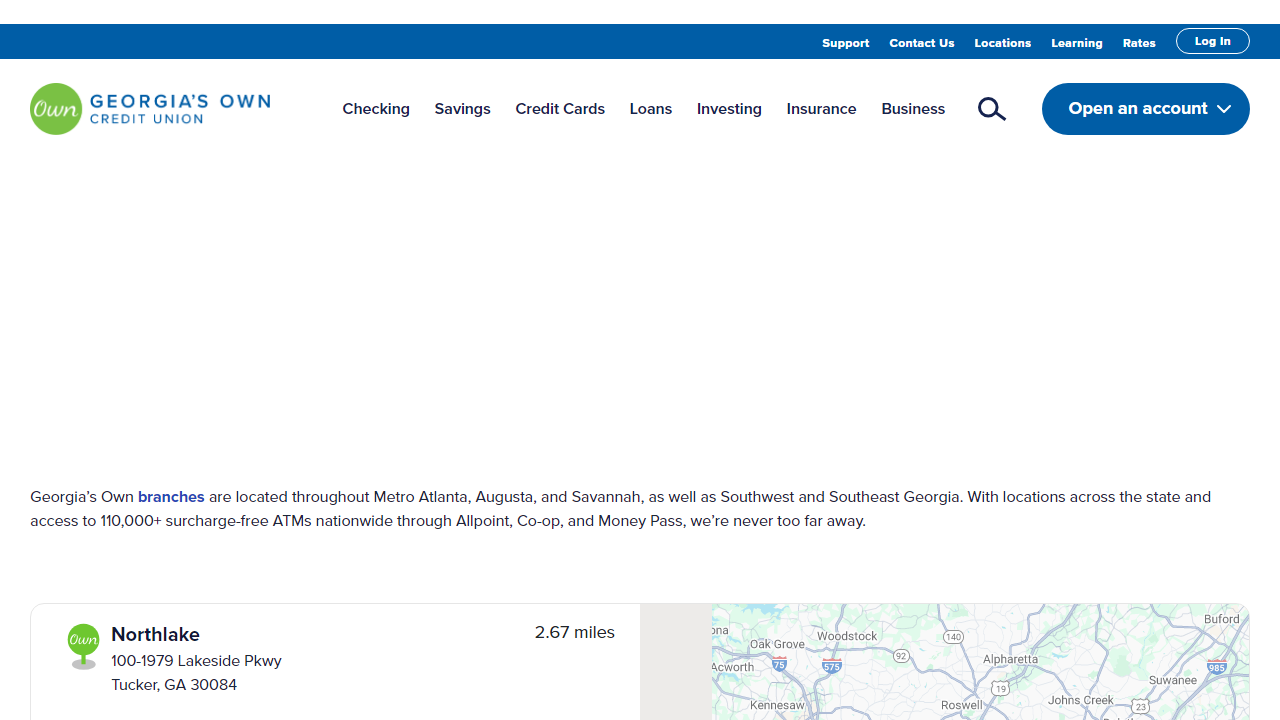 Support Contact Us Locations Learning Rates Log In
Own GEORGIA'S OWN
CREDIT UNION
Checking Savings Credit Cards Loans Investing Insurance Business Open an account
Georgia's Own branches are located throughout Metro Atlanta, Augusta, and Savannah, as well as Southwest and Southeast Georgia. With locations across the state and
access to 110,000+ surcharge-free ATMs nationwide through Allpoint, Co-op, and Money Pass, we're never too far away.
Own Northlake 2.67 miles
100-1979 Lakeside Pkwy
Tucker, GA 30084
Buford
ona
Woodstock
140
Oak Grove
92
Alpharetta
Acworth
75
575
985
Suwanee
19
Johns Creek
Kennesaw
Roswell
23